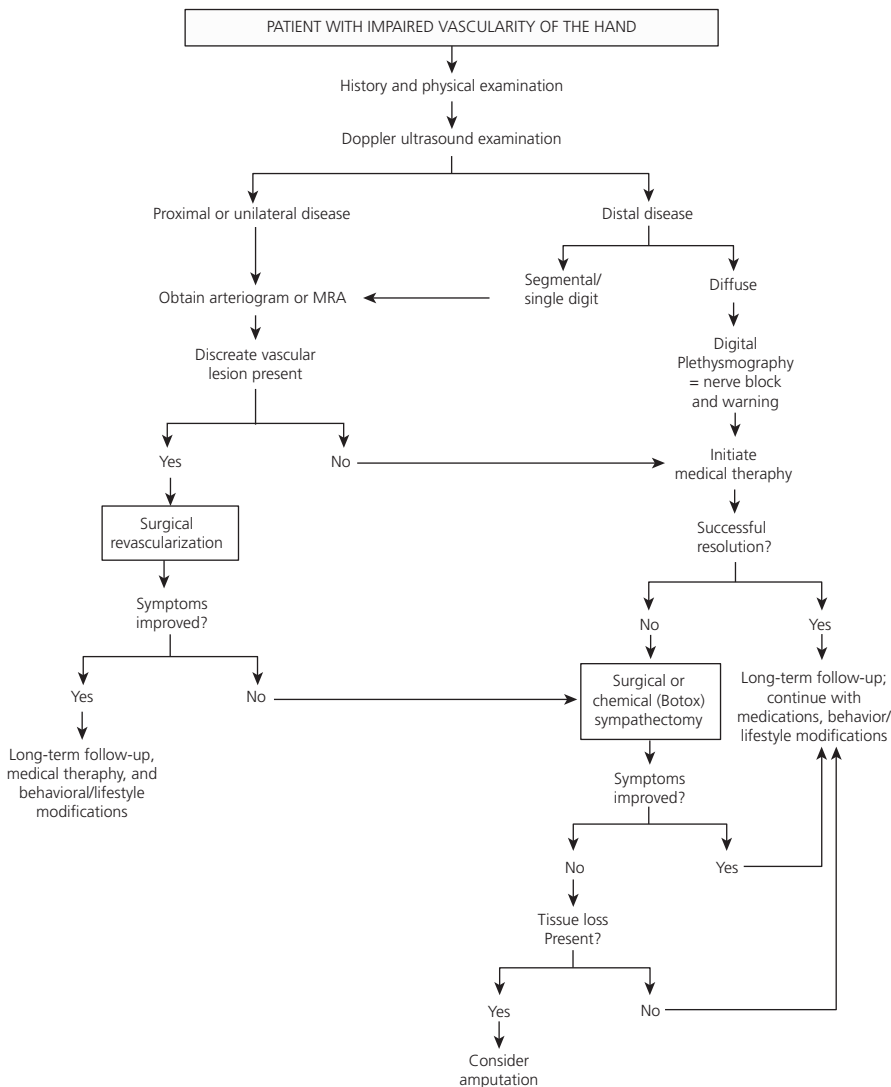 PATIENT WITH IMPAIRED VASCULARITY OF THE HAND
History and physical examination
Doppler ultrasound examination
Proximal or unilateral disease
Distal disease
Segmental/
single digit
Diffuse
Obtain arteriogram or MRA
Discreate vascular
lesion present
Digital
Plethysmography
= nerve block
and warning
Yes
No
Initiate
medical theraphy
Surgical
revascularization
Successful
resolution?
Symptoms
improved?
No
Yes
Yes
No
Surgical or
chemical (Botox)
sympathectomy
Long-term follow-up;
continue with
medications, behavior/
lifestyle modifications
Long-term follow-up,
medical theraphy, and
behavioral/lifestyle
modifications
Symptoms
improved?
No
Yes
Tissue loss
Present?
Yes
No
Consider
amputation